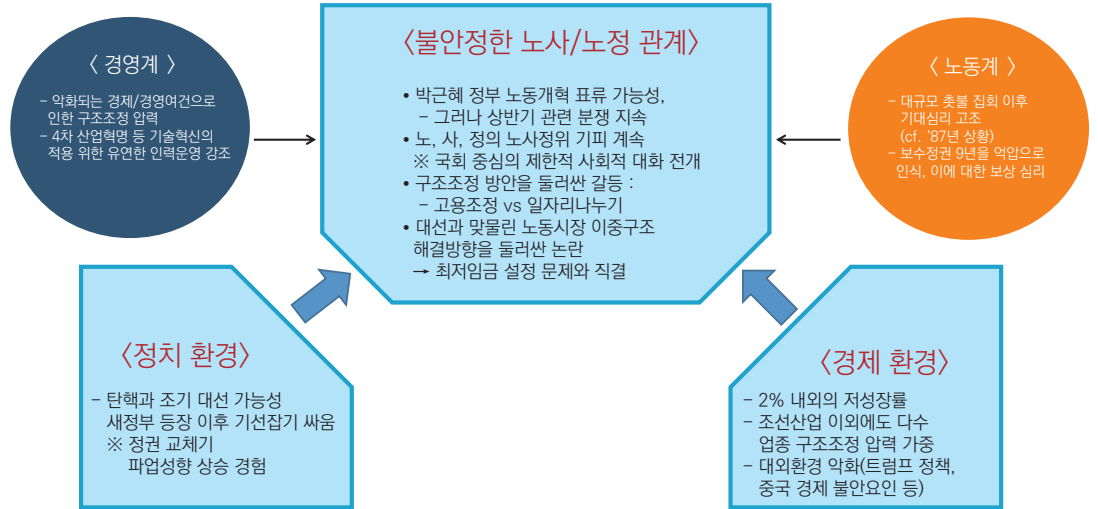 〈 경영계 〉
- 악화되는 경제/경영여건으로
인한 구조조정 압력
- 4차 산업혁명 등 기술혁신의
적용 위한 유연한 인력운영 강조
〈불안정한 노사/노정 관계〉
• 박근혜 정부 노동개혁 표류 가능성,
- 그러나 상반기 관련 분쟁 지속
• 노, 사, 정의 노사정위 기피 계속
※ 국회 중심의 제한적 사회적 대화 전개
• 구조조정 방안을 둘러싼 갈등 :
- 고용조정 vs 일자리나누기
• 대선과 맞물린 노동시장 이중구조
해결방향을 둘러싼 논란
→ 최저임금 설정 문제와 직결
〈 노동계 〉
- 대규모 촛불 집회 이후
기대심리 고조
(cf. '87년 상황)
- 보수정권 9년을 억압으로
인식, 이에 대한 보상 심리
〈정치 환경〉
- 탄핵과 조기 대선 가능성
새정부 등장 이후 기선잡기 싸움
※ 정권 교체기
파업성향 상승 경험
〈경제 환경〉
- 2% 내외의 저성장률
- 조선산업 이외에도 다수
업종 구조조정 압력 가중
- 대외환경 악화(트럼프 정책,
중국 경제 불안요인 등)